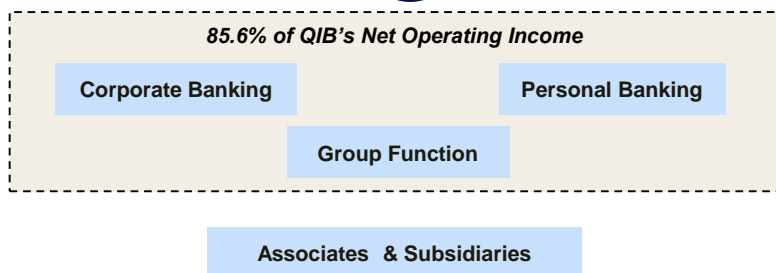 85.6% of QIB's Net Operating Income
Corporate Banking
Personal Banking
Group Function
Associates & Subsidiaries